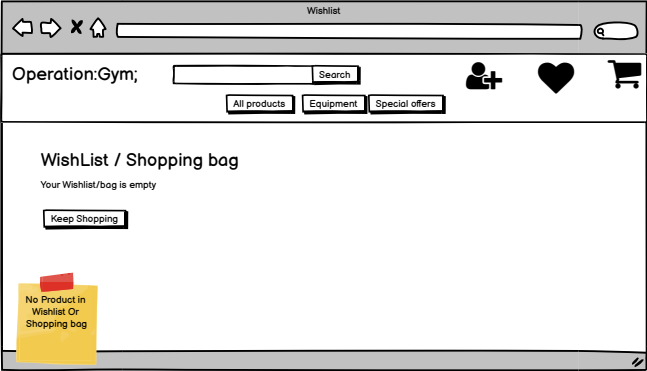 Wishlist
Operation:Gym;
Search
All products
Equipment
Special offers
WishList / Shopping bag
Your Wishlist/bag is empty
Keep Shopping
No Product in
Wishlist Or
Shopping bag